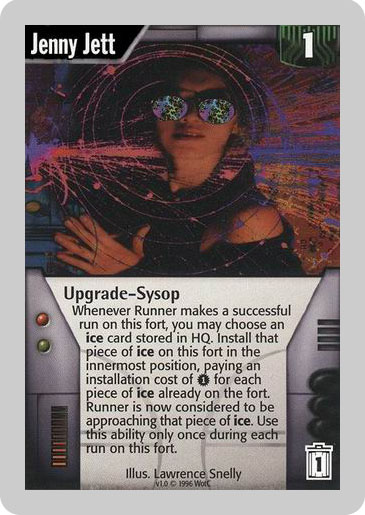 Jenny Jett
1
Upgrade-Sysop
Whenever Runner makes a successful
run on this fort, you may choose an
ice card stored in HQ. Install that
piece of ice on this fort in the
innermost position, paying an
installation cost of 1 for each
piece of ice already on the fort.
Runner is now considered to be
approaching that piece of ice. Use
this ability only once during each
run on this fort.
1
Illus. Lawrence Snelly
v1.0 © 1996 WotC